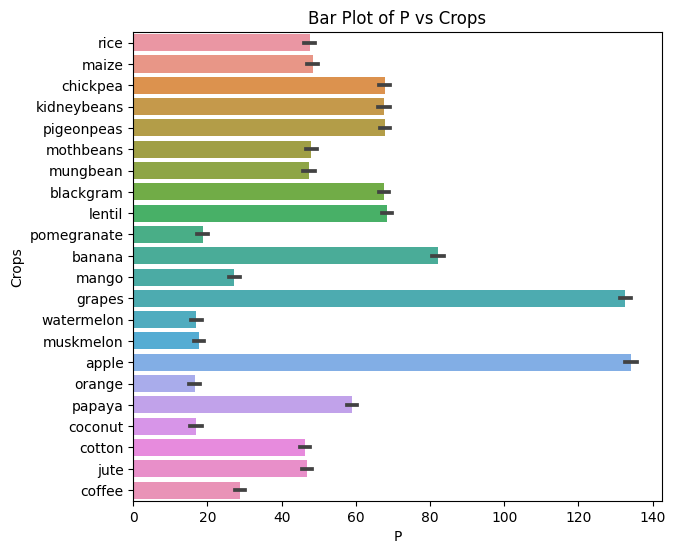 Bar Plot of P vs Crops
Crops
rice
maize
chickpea
kidneybeans
pigeonpeas
mothbeans
mungbean
blackgram
lentil
pomegranate
banana
mango
grapes
watermelon
muskmelon
apple
orange
papaya
coconut
cotton
jute
coffee
0 20 40 60 80 100 120 140
P